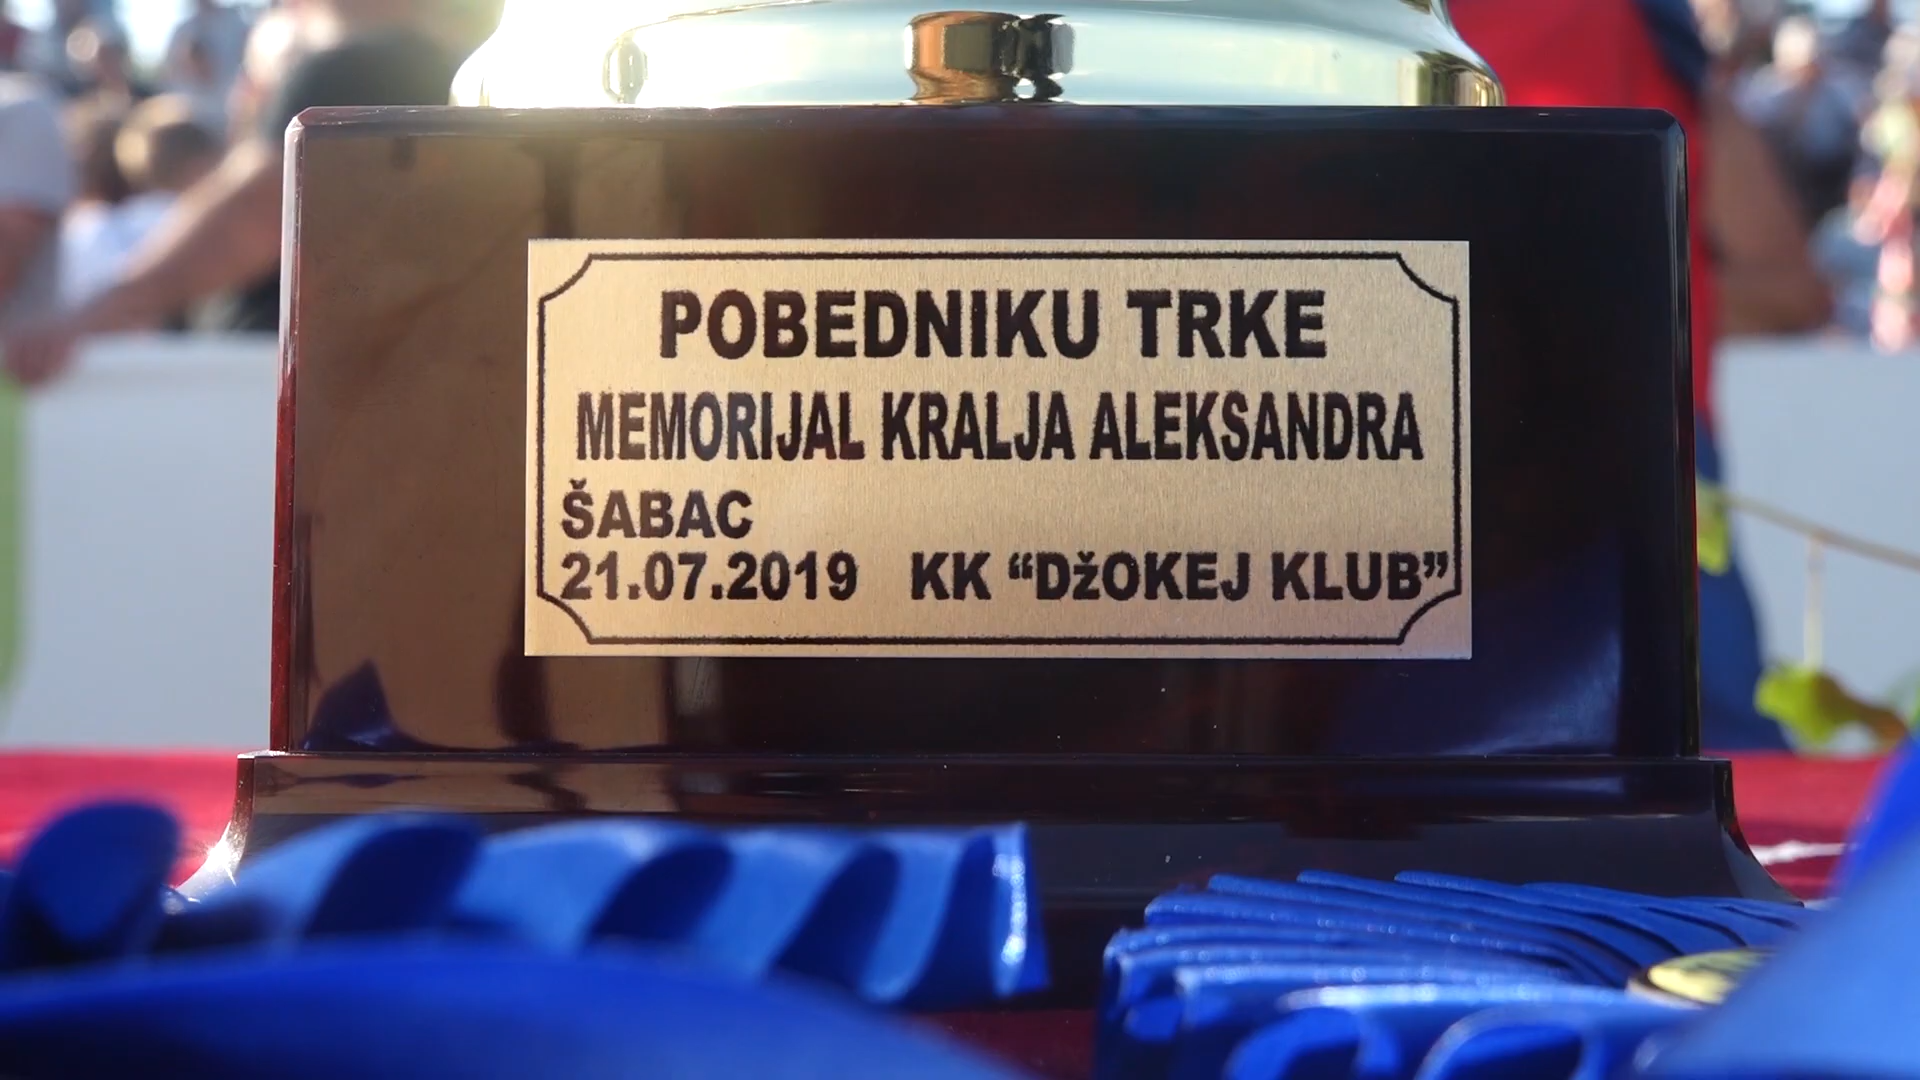 POBEDNIKU TRKE
MEMORIJAL KRALJA ALEKSANDRA
ŠABAC
21.07.2019 KK “DžOKEJ KLUB”